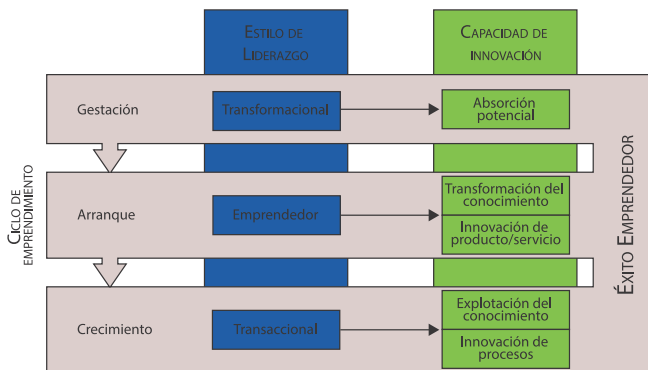 ESTILO DE
LIDERAZGO
CAPACIDAD DE
INNOVACIÓN
Gestación
Transformacional
Absorción
potencial
CICLO DE
EMPRENDIMIENTO
Arranque
Emprendedor
Transformación del
conocimiento
Innovación de
producto/servicio
Crecimiento
Transaccional
Explotación del
conocimiento
Innovación de
procesos
ÉXITO EMPRENDEDOR